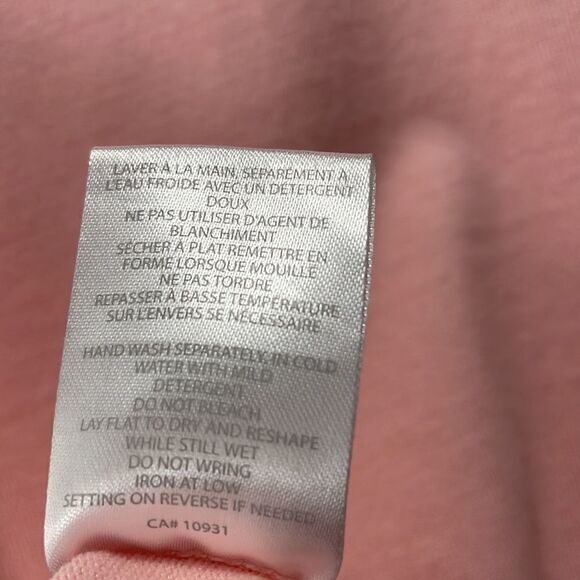 LAVER À LA MAIN, SÉPARÉMENT À
L'EAU FROIDE AVEC UN DÉTERGENT
DOUX
NE PAS UTILISER D'AGENT DE
BLANCHIMENT
SÉCHER À PLAT REMETTRE EN
FORME LORSQUE MOUILLÉ
NE PAS TORDRE
REPASSER À BASSE TEMPÉRATURE
SUR L'ENVERS SE NÉCESSAIRE
HAND WASH SEPARATELY, IN COLD
WATER WITH MILD
DETERGENT
DO NOT BLEACH
LAY FLAT TO DRY AND RESHAPE
WHILE STILL WET
DO NOT WRING
IRON AT LOW
SETTING ON REVERSE IF NEEDED
CA# 10931